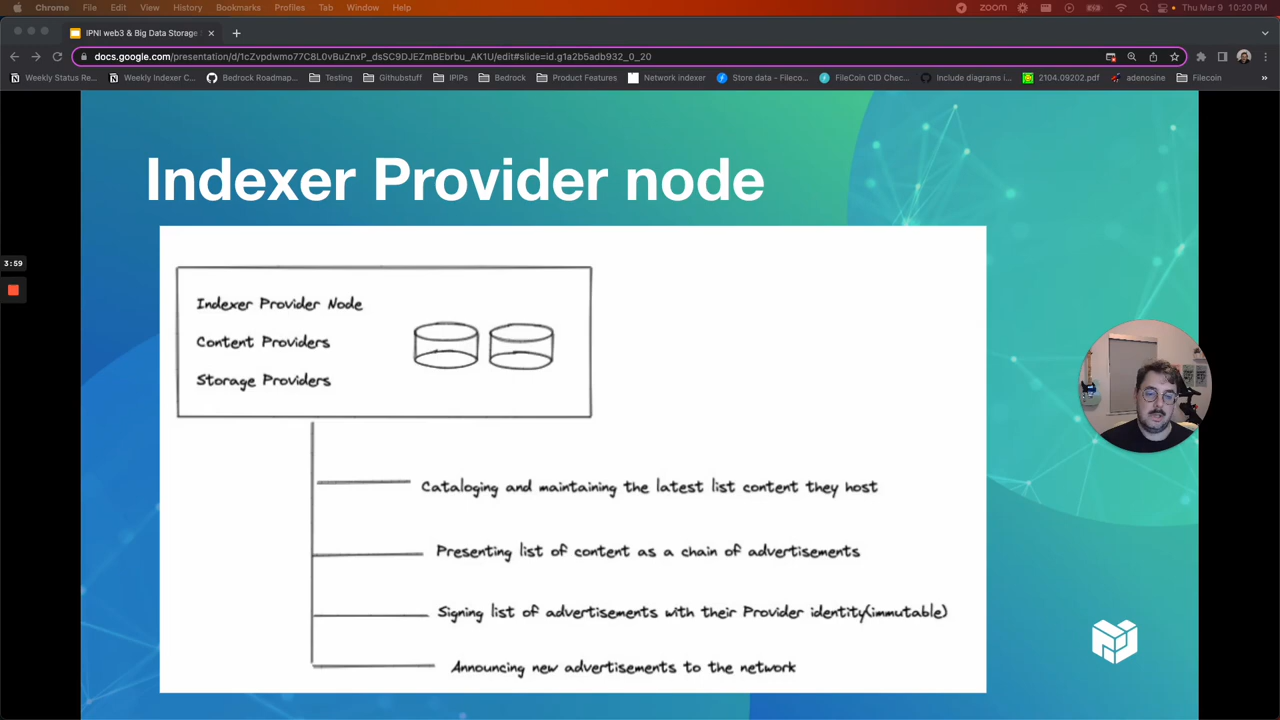 Chrome File Edit View History Bookmarks Profiles Tab Window Help
zoom Thu Mar 9 10:20 PM
IPNI web3 & Big Data Storage
docs.google.com/presentation/d/1cZvpdwmo77C8L0vBuZnxP_dsSC9DJEZmBEbrbu_AK1U/edit#slide=id.g1a2b5adb932_0_20
Weekly Status Re... Weekly Indexer C... Bedrock Roadmap... Testing Githubstuff IPIPs Bedrock Product Features Network indexer Store data - Fileco... FileCoin CID Chec... Include diagrams i... 2104.09202.pdf adenosine Filecoin »
Indexer Provider node
3:59
Indexer Provider Node
Content Providers
Storage Providers
Cataloging and maintaining the latest list content they host
Presenting list of content as a chain of advertisements
Signing list of advertisements with their Provider identity(immutable)
Announcing new advertisements to the network